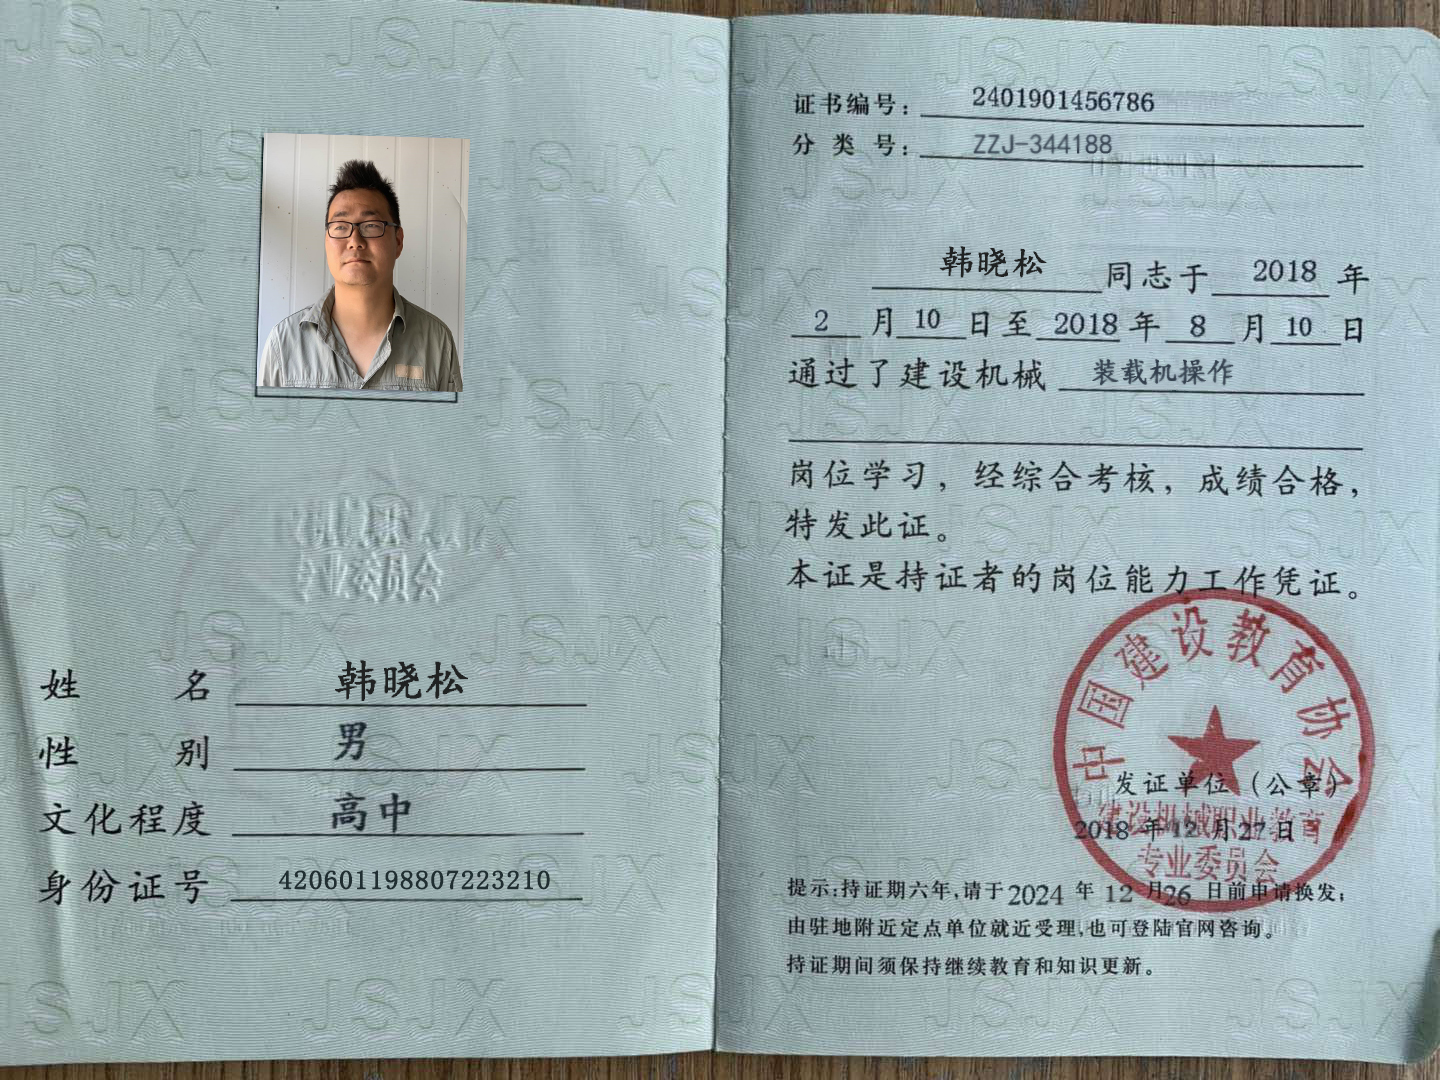 姓名 韩晓松
性别 男
文化程度 高中
身份证号 420601198807223210
专业委员会
证书编号: 2401901456786
分类号: ZZJ-344188
韩晓松 同志于 2018 年
2 月 10 日至 2018 年 8 月 10 日
通过了建设机械 装载机操作
岗位学习，经综合考核，成绩合格，
特发此证。
本证是持证者的岗位能力工作凭证。
中国建设教育协会
发证单位（公章）
建设机械职业教育
2018 年 12 月 27 日
专业委员会
提示:持证期六年,请于 2024 年 12 月 26 日前申请换发;
由驻地附近定点单位就近受理,也可登陆官网咨询。
持证期间须保持继续教育和知识更新。
JSJX